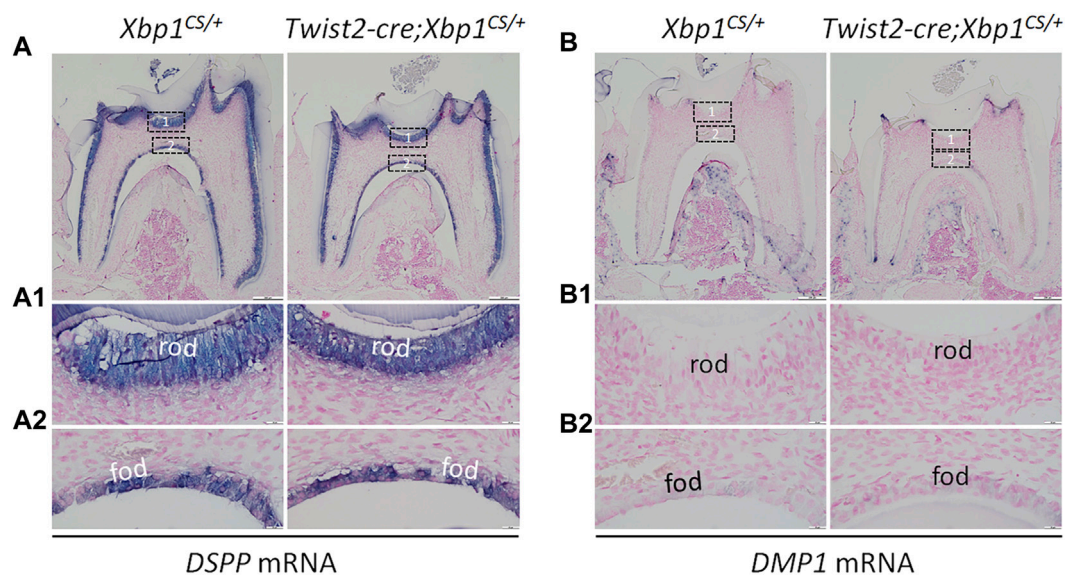 A
Xbp1CS/+
Twist2-cre;Xbp1CS/+
1
2
1
2
A1
rod
rod
A2
fod
fod
DSPP mRNA
B
Xbp1CS/+
Twist2-cre;Xbp1CS/+
1
2
1
2
B1
rod
rod
B2
fod
fod
DMP1 mRNA